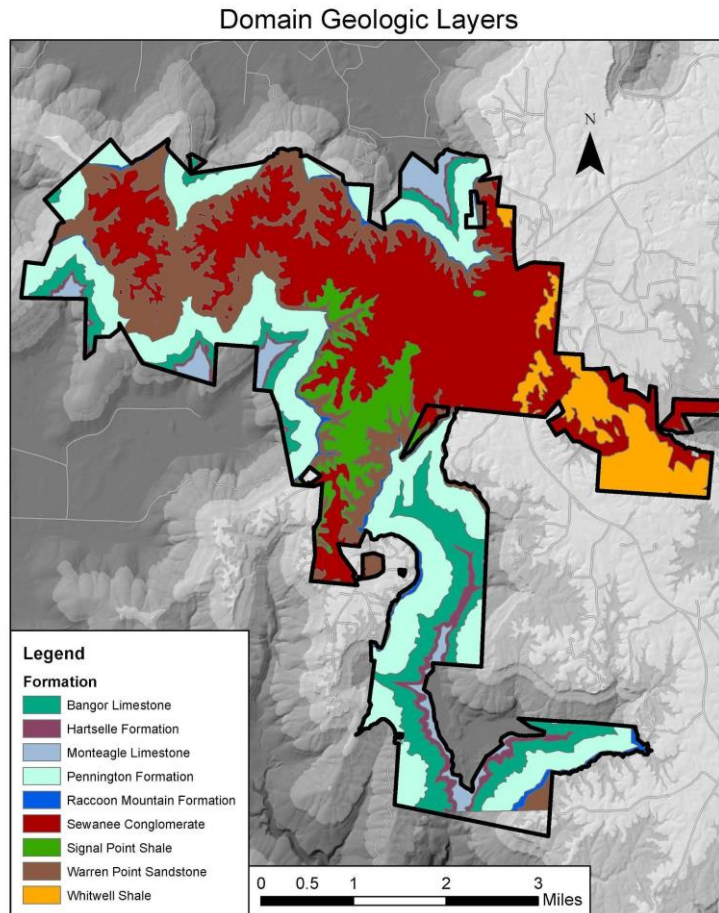 Domain Geologic Layers
N
Legend
Formation
Bangor Limestone
Hartselle Formation
Monteagle Limestone
Pennington Formation
Raccoon Mountain Formation
Sewanee Conglomerate
Signal Point Shale
Warren Point Sandstone
Whitwell Shale
0 0.5 1 2 3
Miles